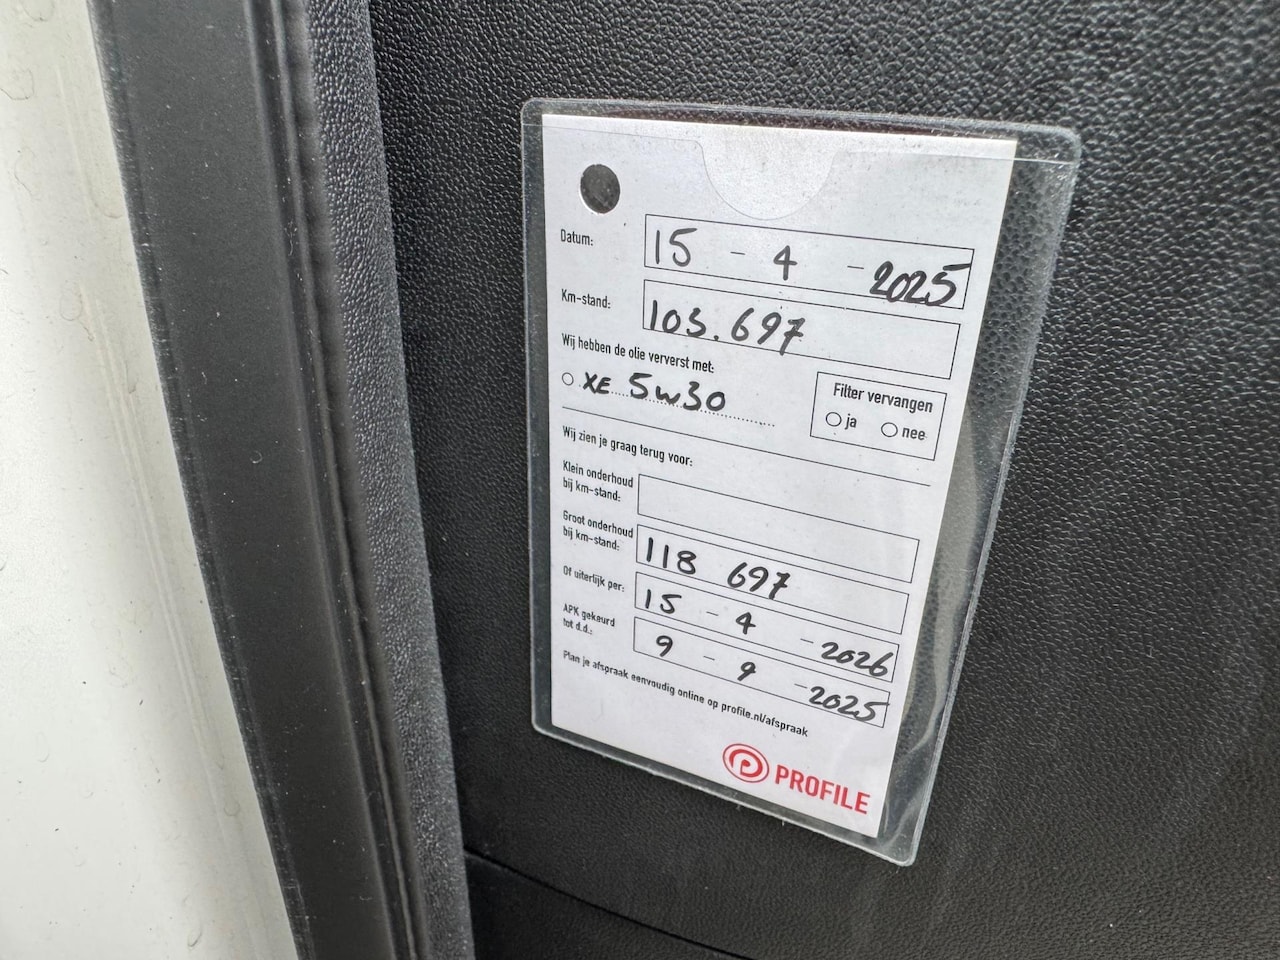 Datum: 15 - 4 - 2025
Km-stand: 103.697
Wij hebben de olie ververst met:
XE 5W30
Filter vervangen
ja nee
Wij zien je graag terug voor:
Klein onderhoud
bij km-stand:
Groot onderhoud
bij km-stand: 118 697
Of uiterlijk per: 15 - 4 - 2026
APK gekeurd
tot d.d.: 9 - 9 - 2025
Plan je afspraak eenvoudig online op profile.nl/afspraak
PROFILE